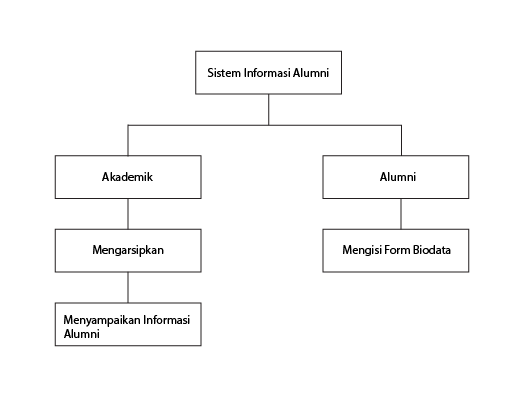 Sistem Informasi Alumni
Akademik
Alumni
Mengarsipkan
Mengisi Form Biodata
Menyampaikan Informasi
Alumni